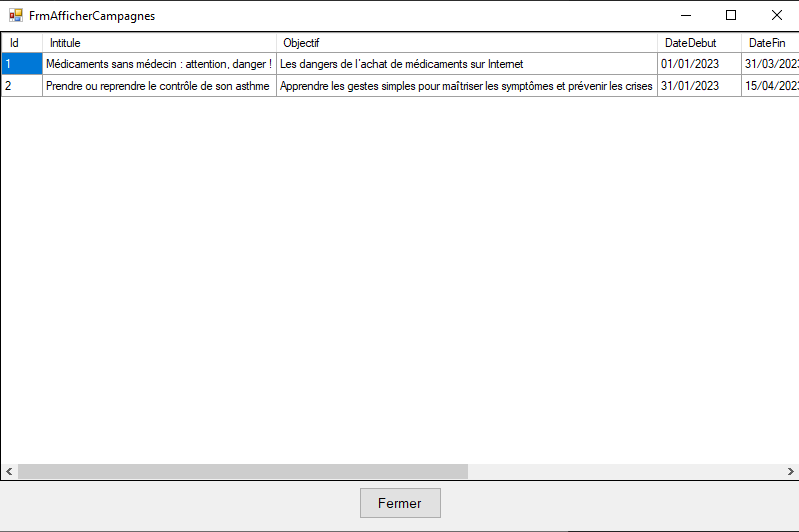 FrmAfficherCampagnes
Id Intitule Objectif DateDebut DateFin
1 Médicaments sans médecin : attention, danger ! Les dangers de l'achat de médicaments sur Internet 01/01/2023 31/03/202
2 Prendre ou reprendre le contrôle de son asthme Apprendre les gestes simples pour maîtriser les symptômes et prévenir les crises 31/01/2023 15/04/202
Fermer